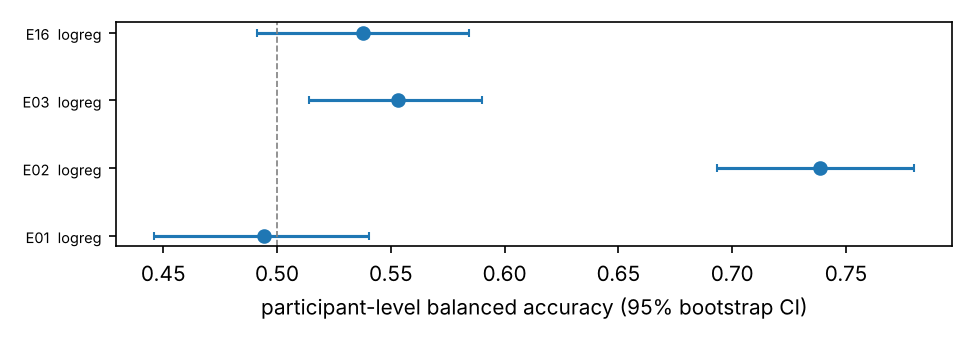 E16 logreg
E03 logreg
E02 logreg
E01 logreg
0.45 0.50 0.55 0.60 0.65 0.70 0.75
participant-level balanced accuracy (95% bootstrap CI)